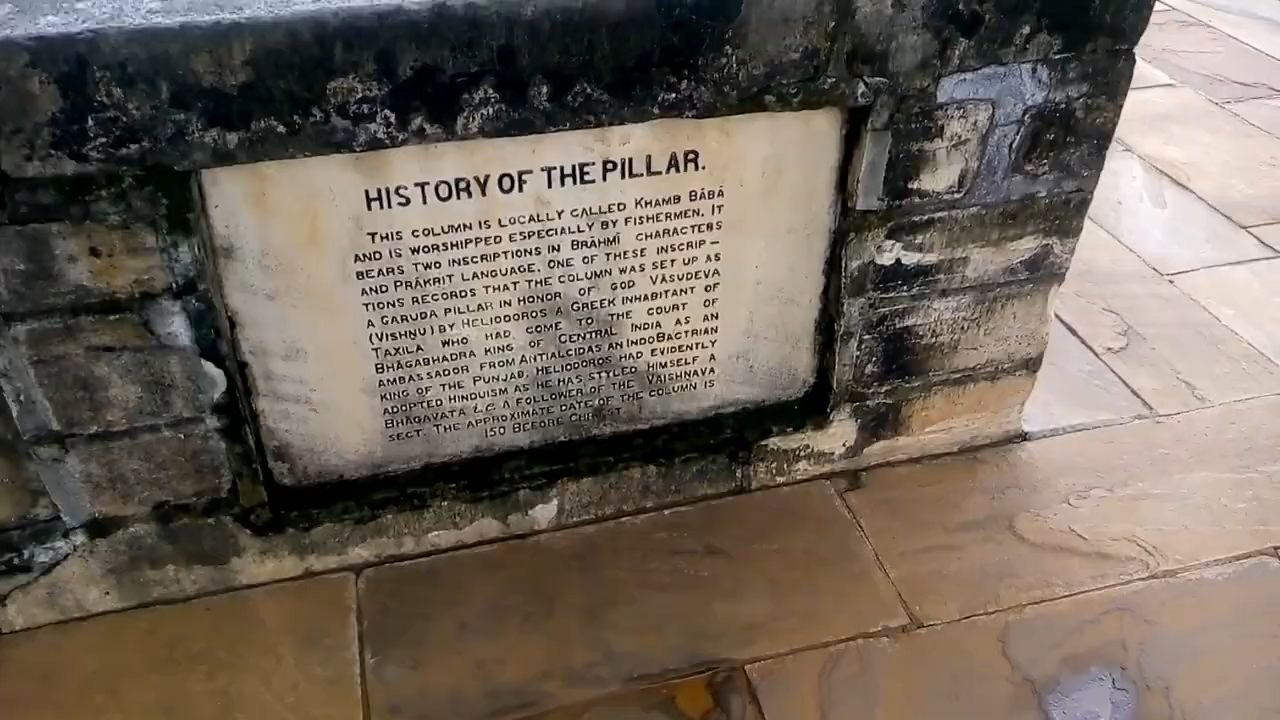 HISTORY OF THE PILLAR.
THIS COLUMN IS LOCALLY CALLED KHAMB BĀBĀ
AND IS WORSHIPPED ESPECIALLY BY FISHERMEN. IT
BEARS TWO INSCRIPTIONS IN BRĀHMĪ CHARACTERS
AND PRĀKRIT LANGUAGE. ONE OF THESE INSCRIP–
TIONS RECORDS THAT THE COLUMN WAS SET UP AS
A GARUDA PILLAR IN HONOR OF GOD VĀSUDEVA
(VISHNU) BY HELIODOROS A GREEK INHABITANT OF
TAXILA WHO HAD COME TO THE COURT OF
BHĀGABHADRA KING OF CENTRAL INDIA AS AN
AMBASSADOR FROM ANTIALCIDAS AN INDO BACTRIAN
KING OF THE PUNJAB. HELIODOROS HAD EVIDENTLY
ADOPTED HINDUISM AS HE HAS STYLED HIMSELF A
BHĀGAVATA I.C. A FOLLOWER OF THE VAISHNAVA
SECT. THE APPROXIMATE DATE OF THE COLUMN IS
150 BEFORE CHRIST